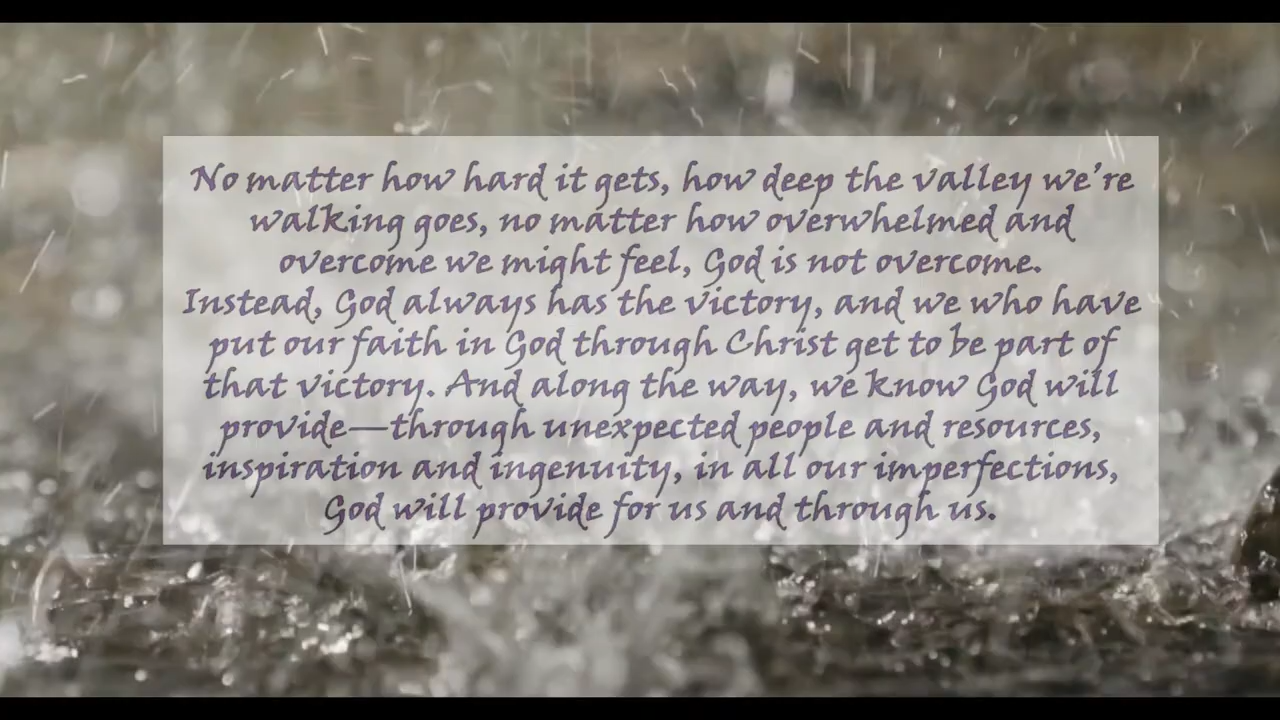 No matter how hard it gets, how deep the valley we're
walking goes, no matter how overwhelmed and
overcome we might feel, God is not overcome.
Instead, God always has the victory, and we who have
put our faith in God through Christ get to be part of
that victory. And along the way, we know God will
provide—through unexpected people and resources,
inspiration and ingenuity, in all our imperfections,
God will provide for us and through us.